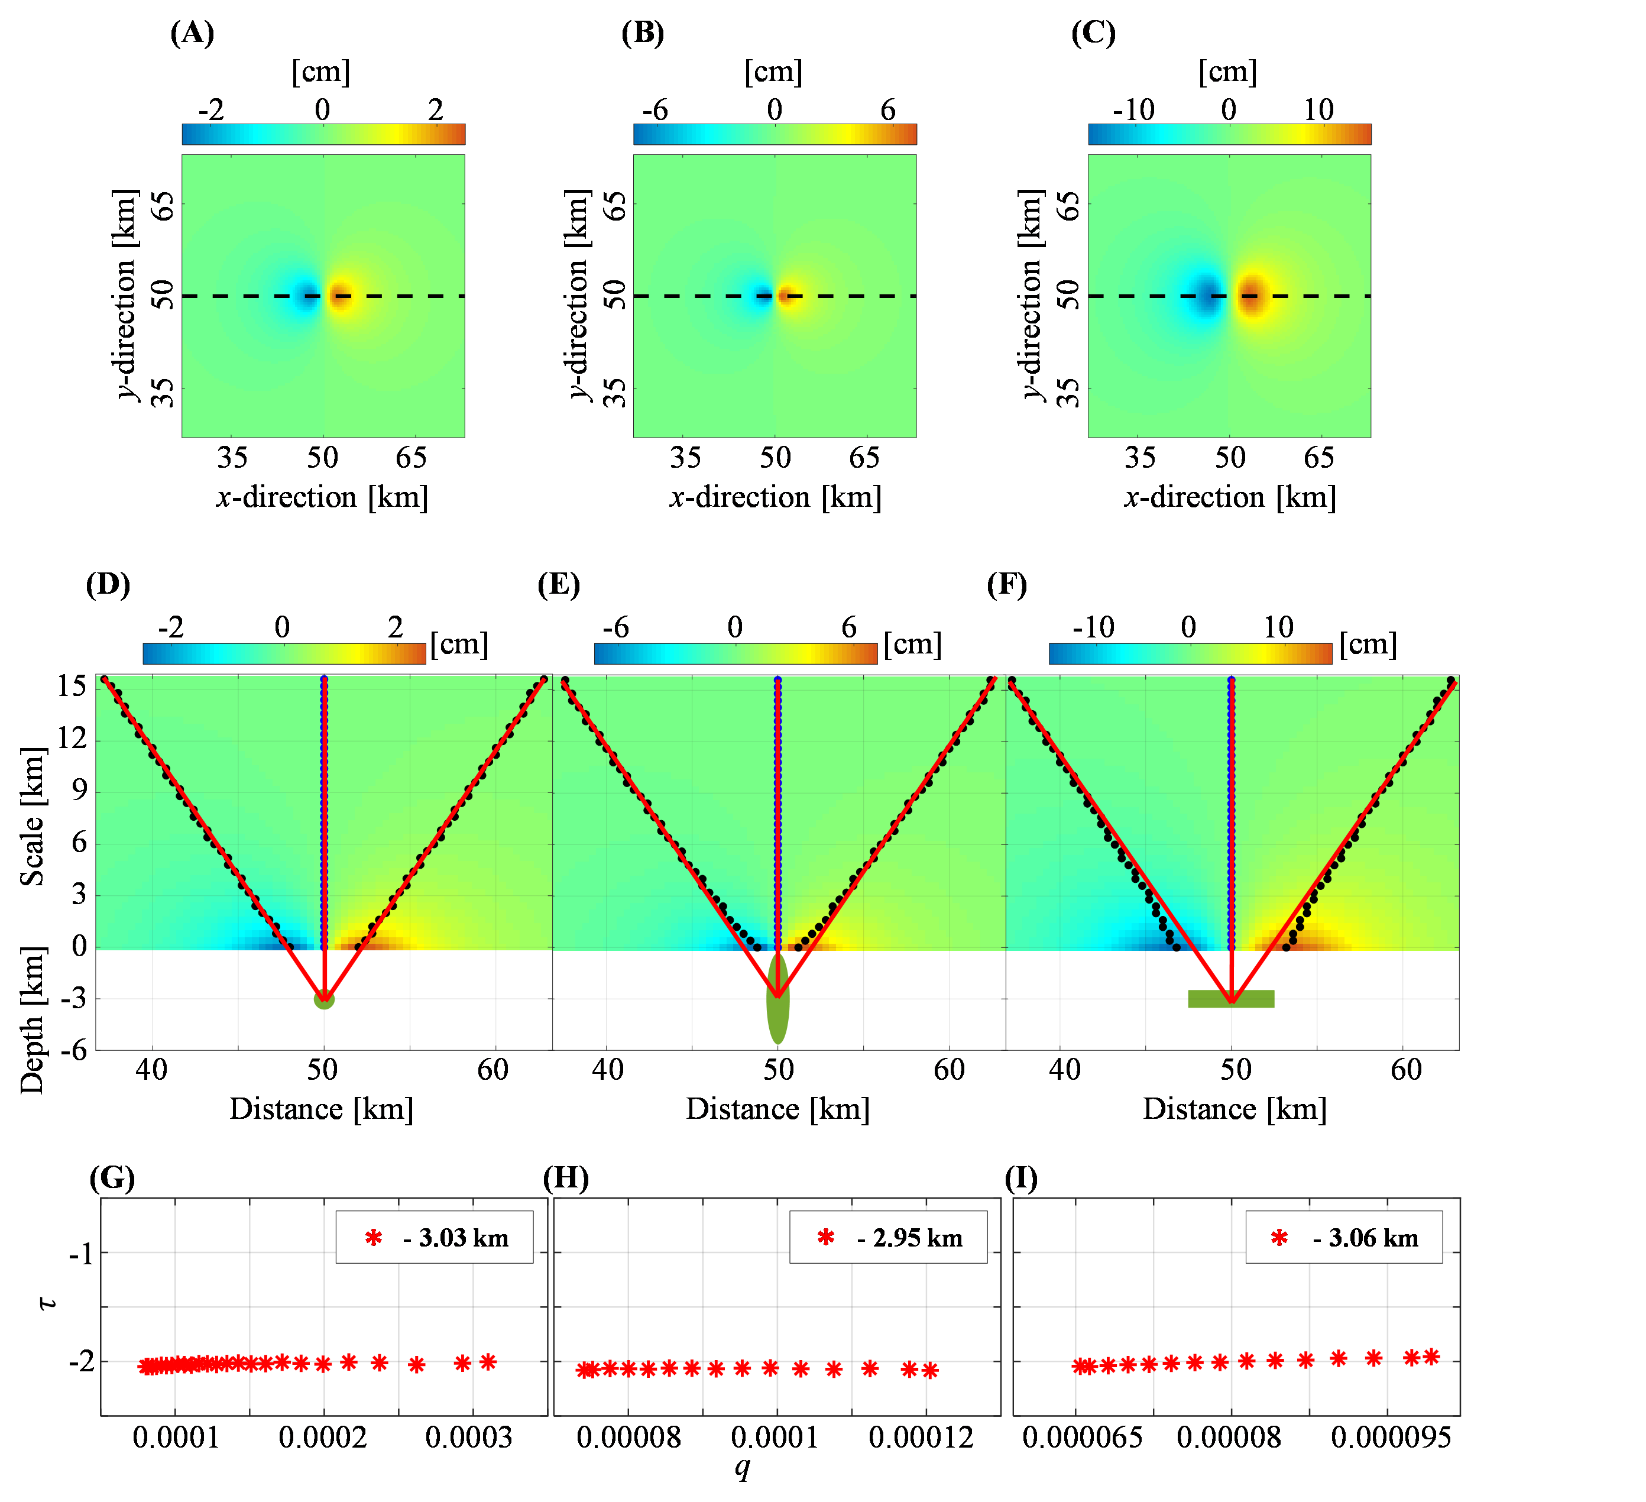 (A) (B) (C)
[cm] [cm] [cm]
-2 0 2 -6 0 6 -10 0 10
y-direction [km] 65 50 35 y-direction [km] 65 50 35 y-direction [km] 65 50 35
35 50 65 35 50 65 35 50 65
x-direction [km] x-direction [km] x-direction [km]
(D) (E) (F)
-2 0 2 [cm] -6 0 6 [cm] -10 0 10 [cm]
Scale [km]
15
12
9
6
3
0
Depth [km]
-3
-6
40 50 60 40 50 60 40 50 60
Distance [km] Distance [km] Distance [km]
(G) (H) (I)
- 3.03 km - 2.95 km - 3.06 km
-1
τ
-2
0.0001 0.0002 0.0003 0.00008 0.0001 0.00012 0.000065 0.00008 0.000095
q